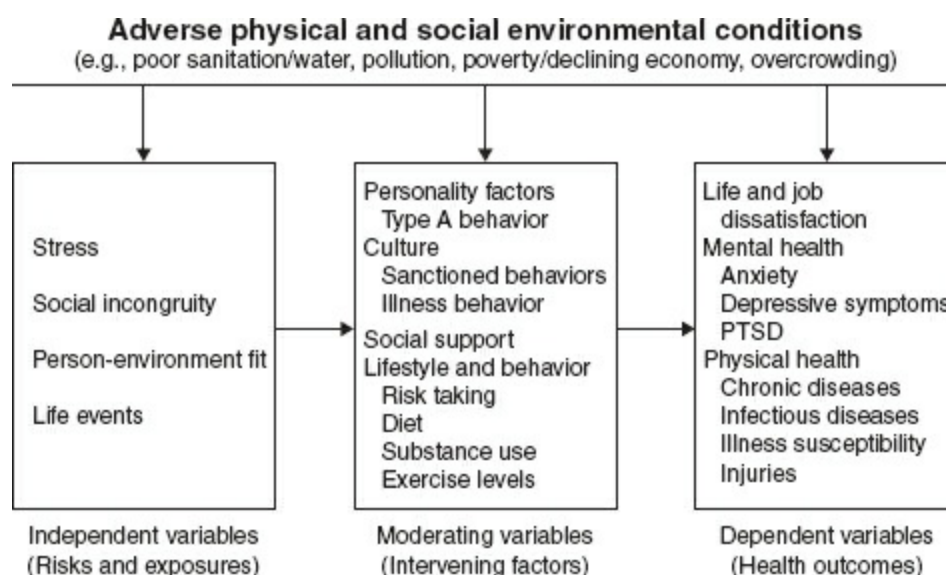 Adverse physical and social environmental conditions
(e.g., poor sanitation/water, pollution, poverty/declining economy, overcrowding)
Stress
Social incongruity
Person-environment fit
Life events
Independent variables
(Risks and exposures)
Personality factors
Type A behavior
Culture
Sanctioned behaviors
Illness behavior
Social support
Lifestyle and behavior
Risk taking
Diet
Substance use
Exercise levels
Moderating variables
(Intervening factors)
Life and job
dissatisfaction
Mental health
Anxiety
Depressive symptoms
PTSD
Physical health
Chronic diseases
Infectious diseases
Illness susceptibility
Injuries
Dependent variables
(Health outcomes)